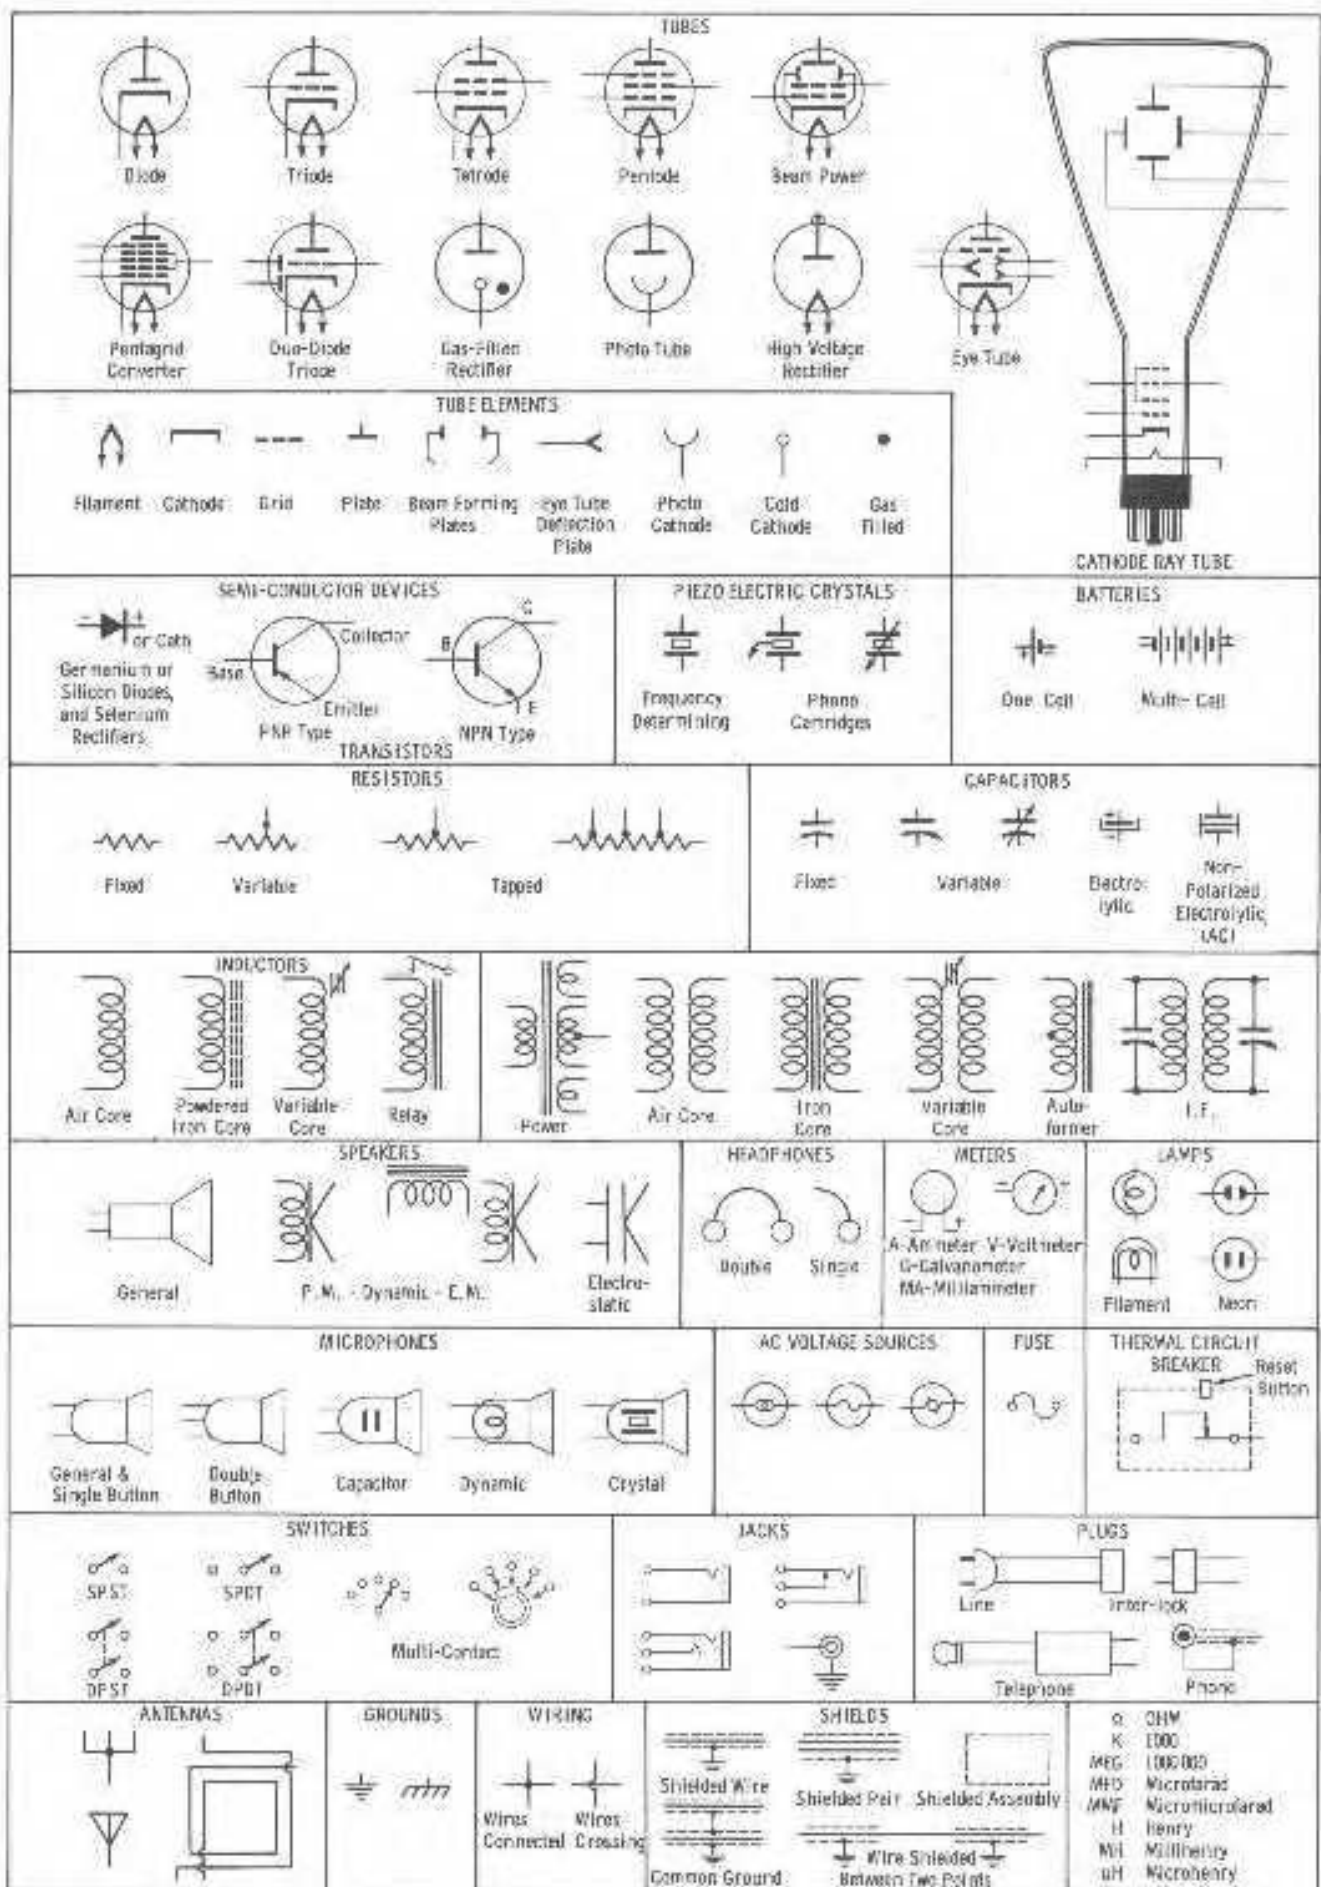 TUBES
Diode
Triode
Tetrode
Pentode
Beam Power
Pentagrid
Converter
Duo-Diode
Triode
Gas-Filled
Rectifier
Photo Tube
High Voltage
Rectifier
Eye Tube
CATHODE RAY TUBE
TUBE ELEMENTS
Filament
Cathode
Grid
Plate
Beam Forming
Plates
Eye Tube
Deflection
Plate
Photo
Cathode
Cold
Cathode
Gas
Filled
SEMI-CONDUCTOR DEVICES
- +
or Cath
Germanium or
Silicon Diodes,
and Selenium
Rectifiers
Base
Collector
Emitter
PNP Type
B
C
E
NPN Type
TRANSISTORS
PIEZO ELECTRIC CRYSTALS
Frequency
Determining
Phono
Cartridges
BATTERIES
One Cell
Multi-Cell
RESISTORS
Fixed
Variable
Tapped
CAPACITORS
Fixed
Variable
Electro-
lytic
Non-
Polarized
Electrolytic
(AC)
INDUCTORS
Air Core
Powdered
Iron Core
Variable
Core
Relay
Power
Air Core
Iron
Core
Variable
Core
Auto-
former
I.F.
SPEAKERS
General
P.M. - Dynamic - E.M.
Electro-
static
HEADPHONES
Double
Single
METERS
A-Ammeter V-Voltmeter
G-Galvanometer
MA-Milliammeter
LAMPS
Filament
Neon
MICROPHONES
General &
Single Button
Double
Button
Capacitor
Dynamic
Crystal
AC VOLTAGE SOURCES
FUSE
THERMAL CIRCUIT
BREAKER
Reset
Button
SWITCHES
SPST
SPDT
DPST
DPDT
Multi-Contact
JACKS
PLUGS
Line
Inter-lock
Telephone
Phono
ANTENNAS
GROUNDS
WIRING
Wires
Connected
Wires
Crossing
SHIELDS
Shielded Wire
Shielded Pair
Shielded Assembly
Common Ground
Wire Shielded
Between Two Points
Ω OHM
K 1000
MEG 1000 000
MFD Microfarad
MMF Micromicrofarad
H Henry
MH Millihenry
uH Microhenry